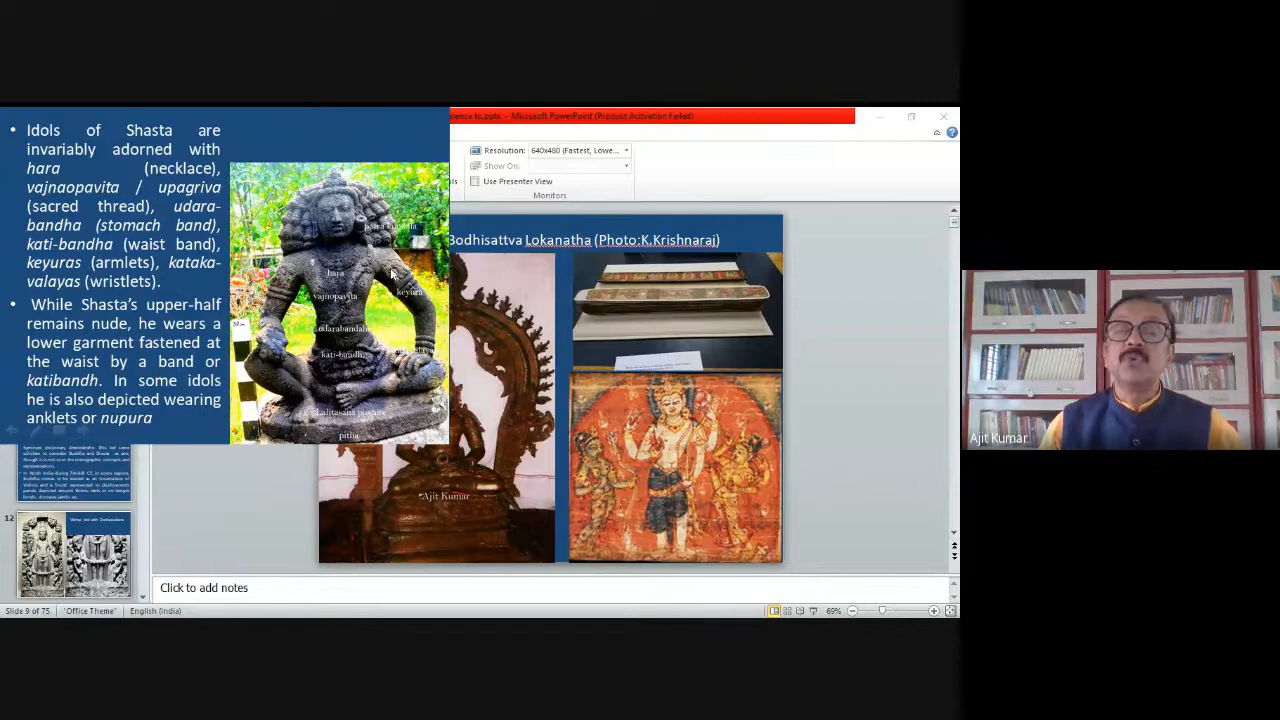 • Idols of Shasta are
invariably adorned with
hara (necklace),
vajnaopavita / upagriva
(sacred thread), udara-
bandha (stomach band),
kati-bandha (waist band),
keyuras (armlets), kataka-
valayas (wristlets).
• While Shasta's upper-half
remains nude, he wears a
lower garment fastened at
the waist by a band or
katibandh. In some idols
he is also depicted wearing
anklets or nupura
patra kundala
hara
keyura
vajnopavita
udarabandah
kati-bandh
Lalitasana posture
pitha
.pptx - Microsoft PowerPoint (Product Activation Failed)
Resolution: 640x480 (Fastest, Lowe...
Show On:
Use Presenter View
Monitors
Bodhisattva Lokanatha (Photo:K.Krishnaraj)
Ajit Kumar
12
Click to add notes
Slide 9 of 75 "Office Theme" English (India) 69%
Ajit Kumar